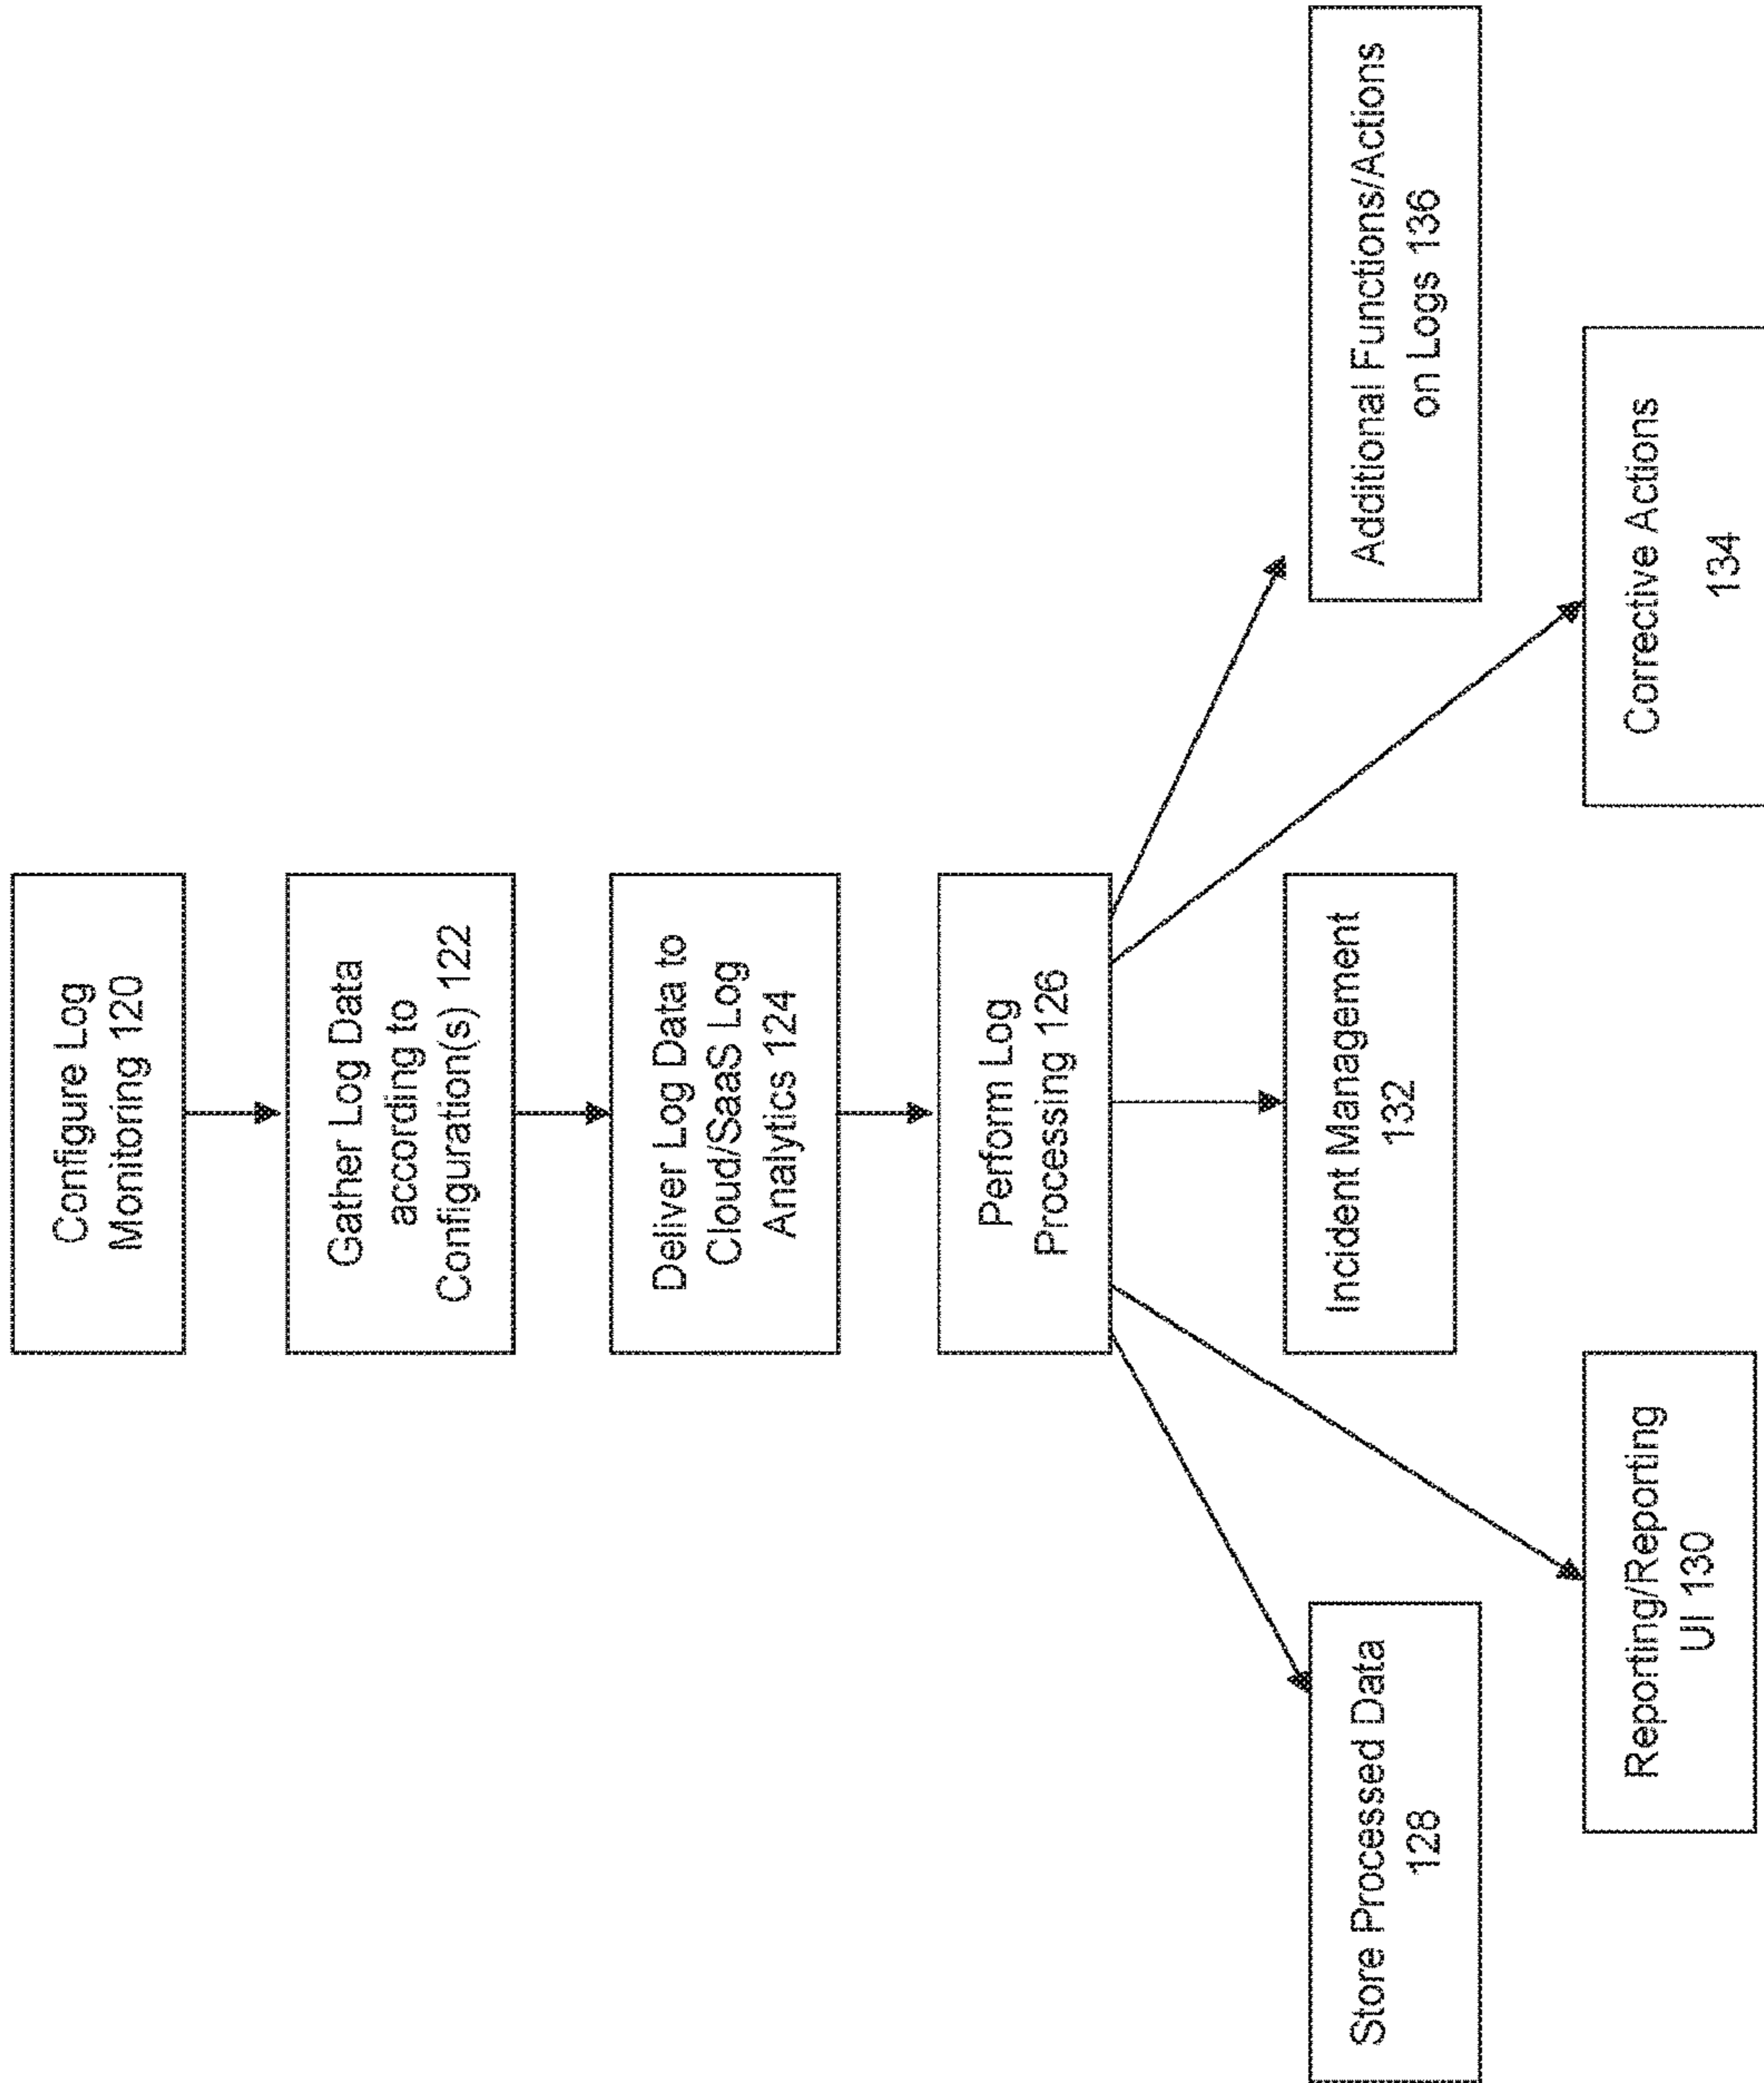 Configure Log
Monitoring 120
Gather Log Data
according to
Configuration(s) 122
Deliver Log Data to
Cloud/SaaS Log
Analytics 124
Perform Log
Processing 126
Store Processed Data
128
Reporting/Reporting
UI 130
Incident Management
132
Corrective Actions
134
Additional Functions/Actions
on Logs 136